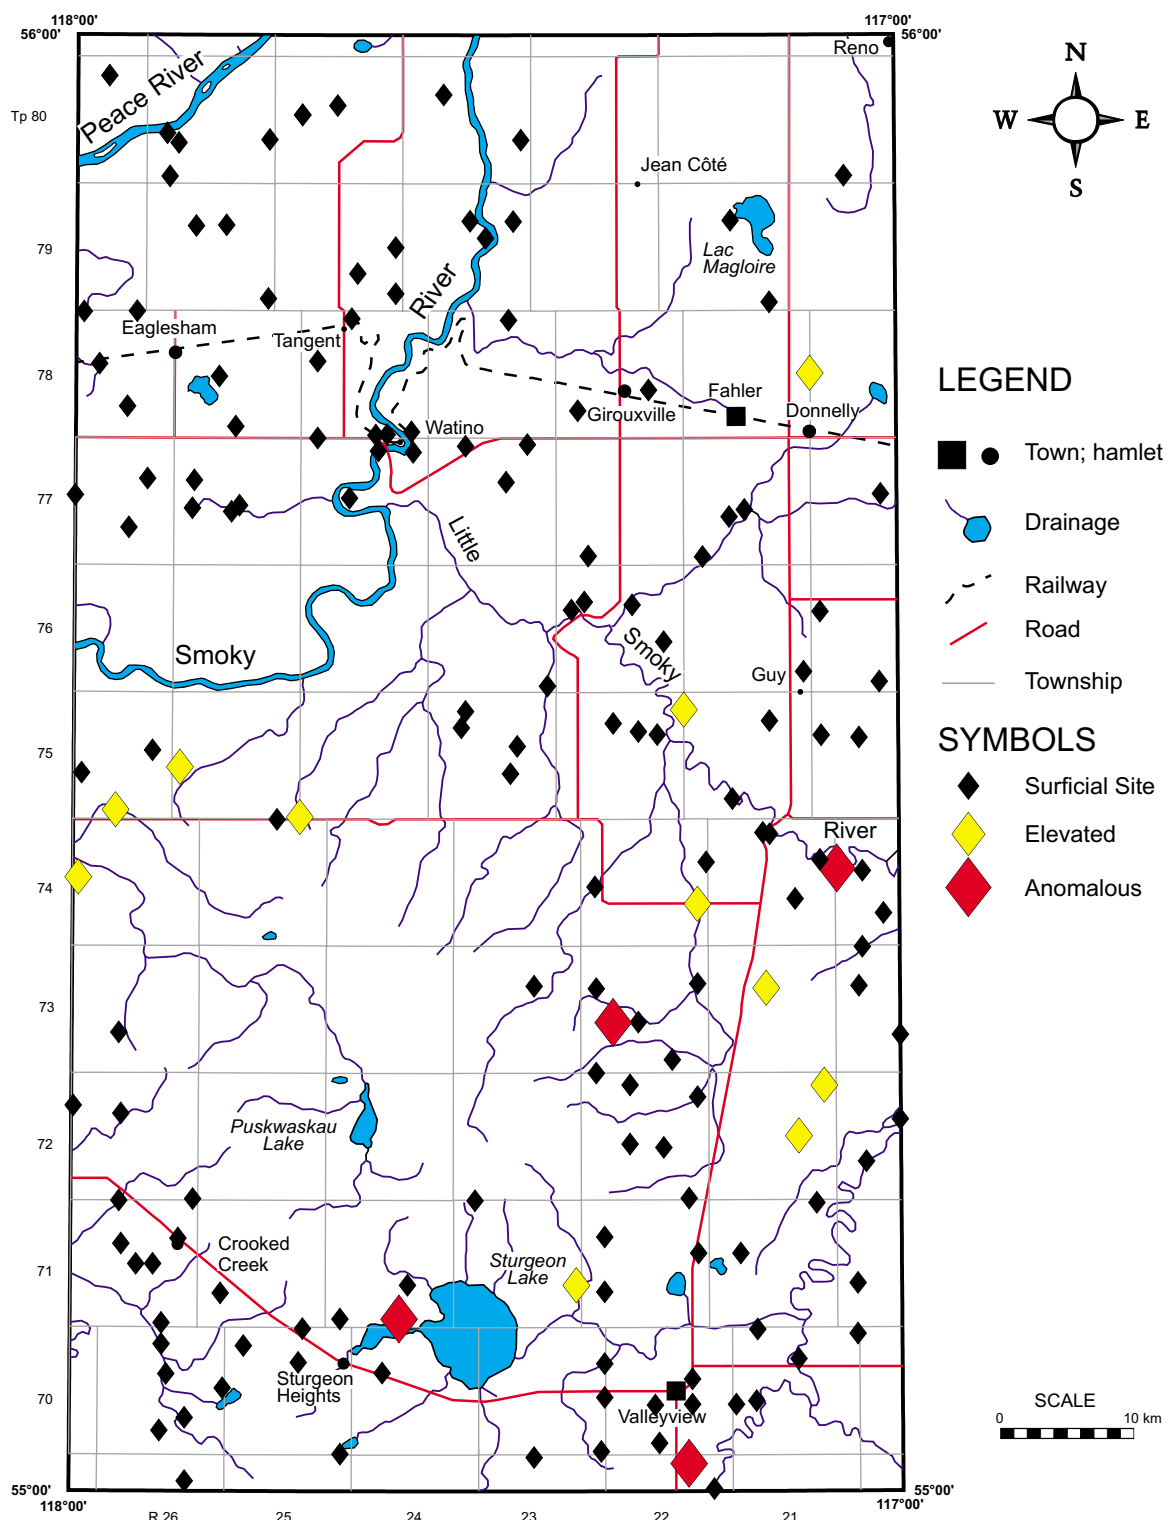 118°00'
117°00'
56°00'
56°00'
Reno
N
W
E
S
Tp 80
Peace River
Jean Côté
79
Lac
Magloire
River
Eaglesham
Tangent
78
Fahler
Girouxville
Donnelly
Watino
LEGEND
Town; hamlet
77
Little
Drainage
Railway
76
Smoky
Smoky
Road
Guy
Township
75
SYMBOLS
Surficial Site
River
Elevated
74
Anomalous
73
Puskwaskau
Lake
72
Crooked
Creek
Sturgeon
Lake
71
Sturgeon
Heights
70
Valleyview
SCALE
0
10 km
55°00'
55°00'
118°00'
117°00'
R 26
25
24
23
22
21